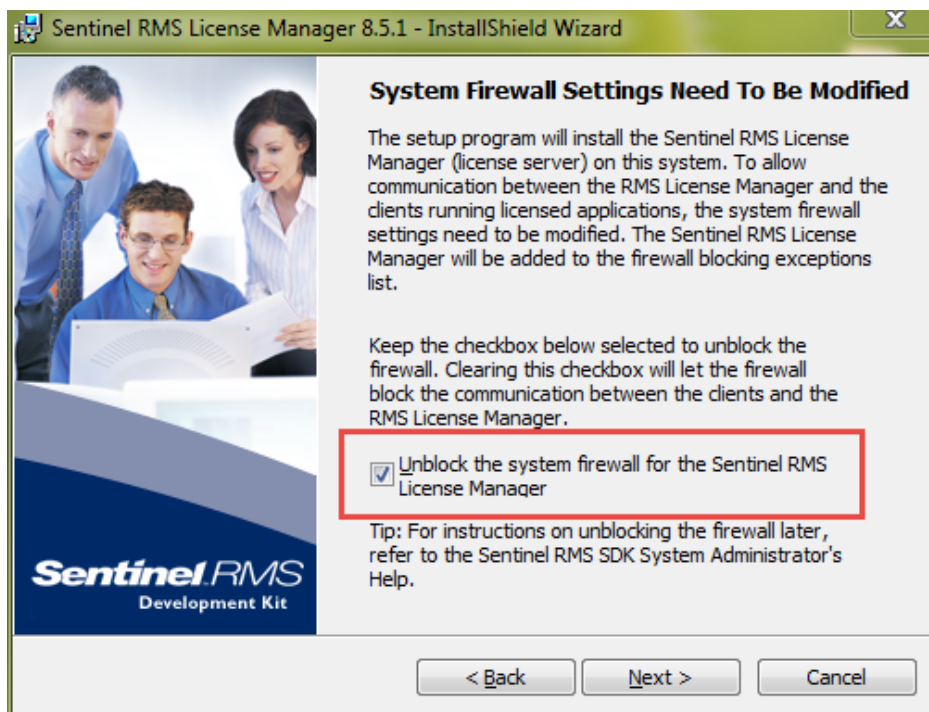 Sentinel RMS License Manager 8.5.1 - InstallShield Wizard
System Firewall Settings Need To Be Modified
The setup program will install the Sentinel RMS License
Manager (license server) on this system. To allow
communication between the RMS License Manager and the
clients running licensed applications, the system firewall
settings need to be modified. The Sentinel RMS License
Manager will be added to the firewall blocking exceptions
list.
Keep the checkbox below selected to unblock the
firewall. Clearing this checkbox will let the firewall
block the communication between the clients and the
RMS License Manager.
Unblock the system firewall for the Sentinel RMS
License Manager
Tip: For instructions on unblocking the firewall later,
refer to the Sentinel RMS SDK System Administrator's
Help.
Sentinel.RMS
Development Kit
< Back
Next >
Cancel